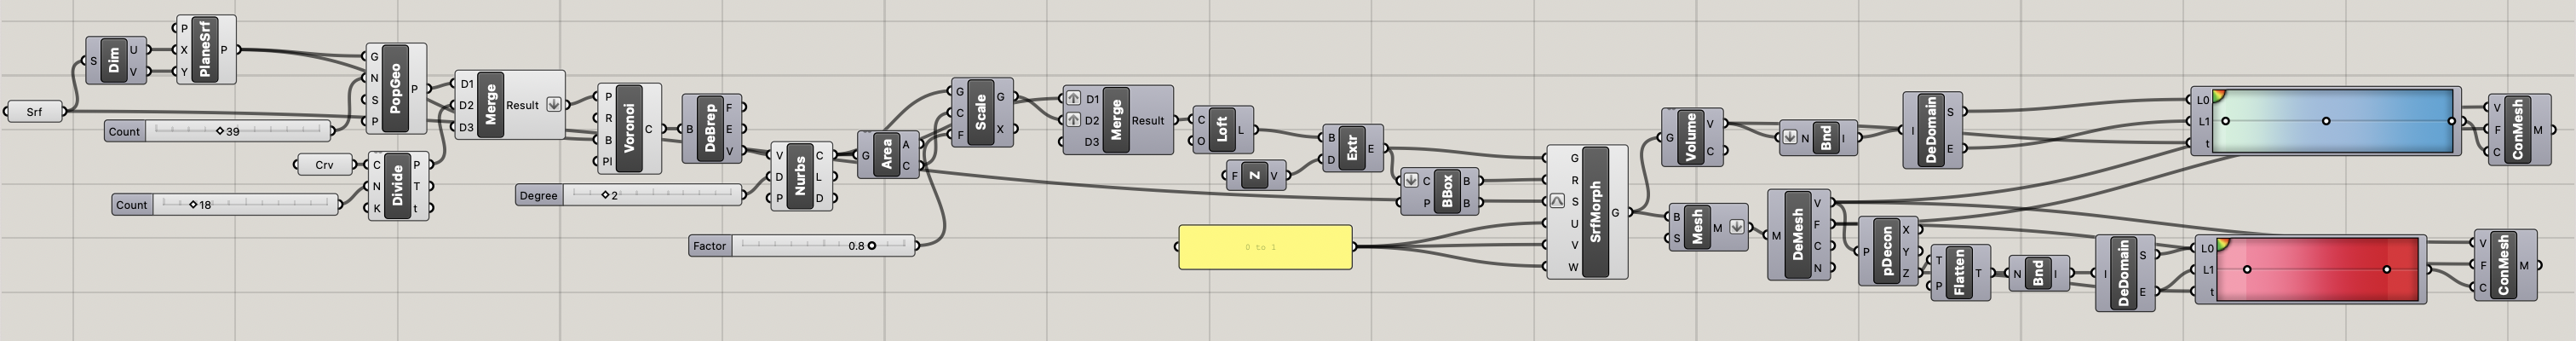 Srf
S Dim U V
P X Y PlaneSrf P
Count 39
Crv
Count 18
G N S P PopGeo P
C N K Divide P T t
D1 D2 D3 Merge Result
Degree 2
P R B Pl Voronoi C
B DeBrep F E V
Factor 0.8
V D P Nurbs C L D
G Area A C
G C F Scale G X
D1 D2 D3 Merge Result
C O Loft L
F Z V
0 to 1
B D Extr E
C P BBox B B
G R S U V W SrfMorph G
G Volume V C
B S Mesh M
N Bnd I
M DeMesh V F C N
P pDecon X Y Z
I DeDomain S E
T P Flatten T
N Bnd I
I DeDomain S E
L0 L1 t
V F C ConMesh M
L0 L1 t
V F C ConMesh M